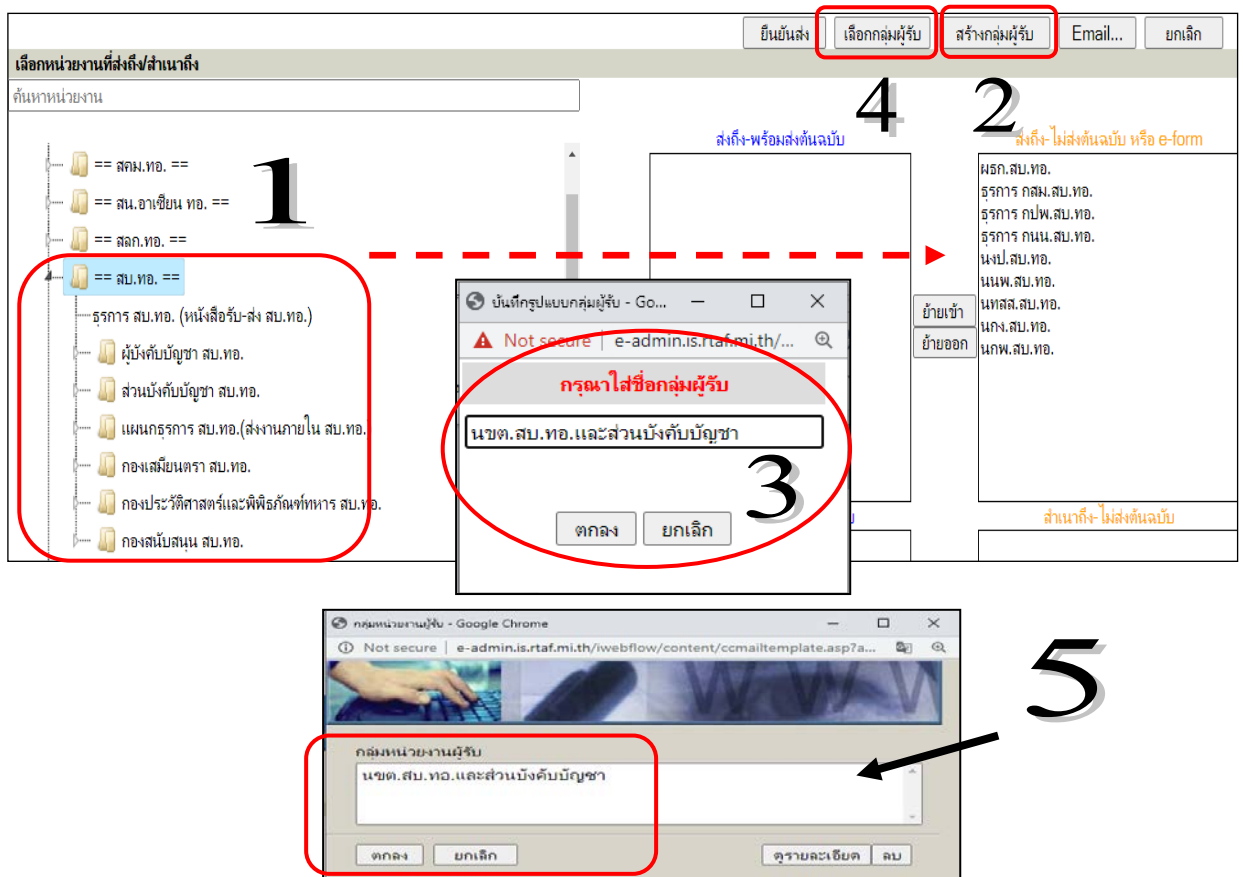 ยืนยันส่ง เลือกกลุ่มผู้รับ สร้างกลุ่มผู้รับ Email... ยกเลิก
เลือกหน่วยงานที่ส่งถึง/สำเนาถึง
ค้นหาหน่วยงาน
4
2
ส่งถึง-พร้อมส่งต้นฉบับ
ส่งถึง-ไม่ส่งต้นฉบับ หรือ e-form
1
== สคม.ทอ. ==
== สน.อาเซียน ทอ. ==
== สลก.ทอ. ==
== สบ.ทอ. ==
ธุรการ สบ.ทอ. (หนังสือรับ-ส่ง สบ.ทอ.)
ผู้บังคับบัญชา สบ.ทอ.
ส่วนบังคับบัญชา สบ.ทอ.
แผนกธุรการ สบ.ทอ.(ส่งงานภายใน สบ.ทอ.)
กองเสมียนตรา สบ.ทอ.
กองประวัติศาสตร์และพิพิธภัณฑ์ทหาร สบ.ทอ.
กองสนับสนุน สบ.ทอ.
ผธก.สบ.ทอ.
ธุรการ กสม.สบ.ทอ.
ธุรการ กปพ.สบ.ทอ.
ธุรการ กนน.สบ.ทอ.
นงป.สบ.ทอ.
นนพ.สบ.ทอ.
นทสส.สบ.ทอ.
นกง.สบ.ทอ.
นกพ.สบ.ทอ.
ย้ายเข้า
ย้ายออก
สำเนาถึง-ไม่ส่งต้นฉบับ
บันทึกรูปแบบกลุ่มผู้รับ - Go...
Not secure e-admin.is.rtaf.mi.th/...
กรุณาใส่ชื่อกลุ่มผู้รับ
นขต.สบ.ทอ.และส่วนบังคับบัญชา
3
ตกลง ยกเลิก
กลุ่มหน่วยงานผู้รับ - Google Chrome
Not secure e-admin.is.rtaf.mi.th/iwebflow/content/ccmailtemplate.asp?a...
WWW
5
กลุ่มหน่วยงานผู้รับ
นขต.สบ.ทอ.และส่วนบังคับบัญชา
ตกลง ยกเลิก ดูรายละเอียด ลบ